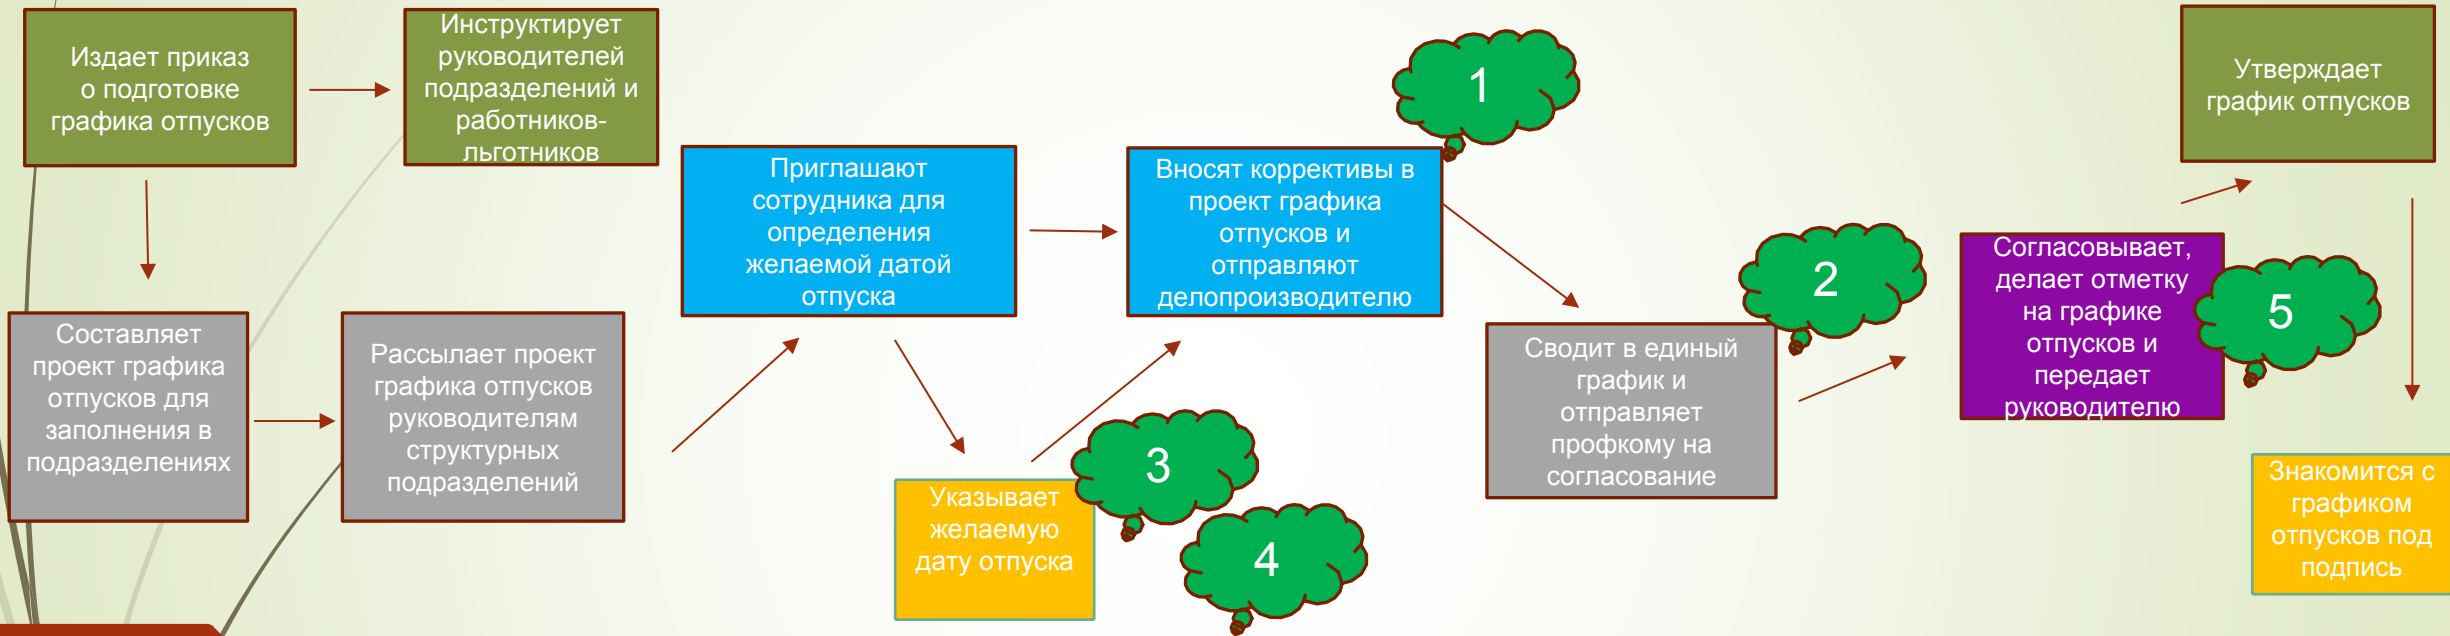 Издает приказ
о подготовке
графика отпусков
Инструктирует
руководителей
подразделений и
работников-
льготников
Составляет
проект графика
отпусков для
заполнения в
подразделениях
Рассылает проект
графика отпусков
руководителям
структурных
подразделений
Приглашают
сотрудника для
определения
желаемой датой
отпуска
Указывает
желаемую
дату отпуска
3
4
Вносят коррективы в
проект графика
отпусков и
отправляют
делопроизводителю
1
Сводит в единый
график и
отправляет
профкому на
согласование
2
Согласовывает,
делает отметку
на графике
отпусков и
передает
руководителю
5
Утверждает
график отпусков
Знакомится с
графиком
отпусков под
подпись